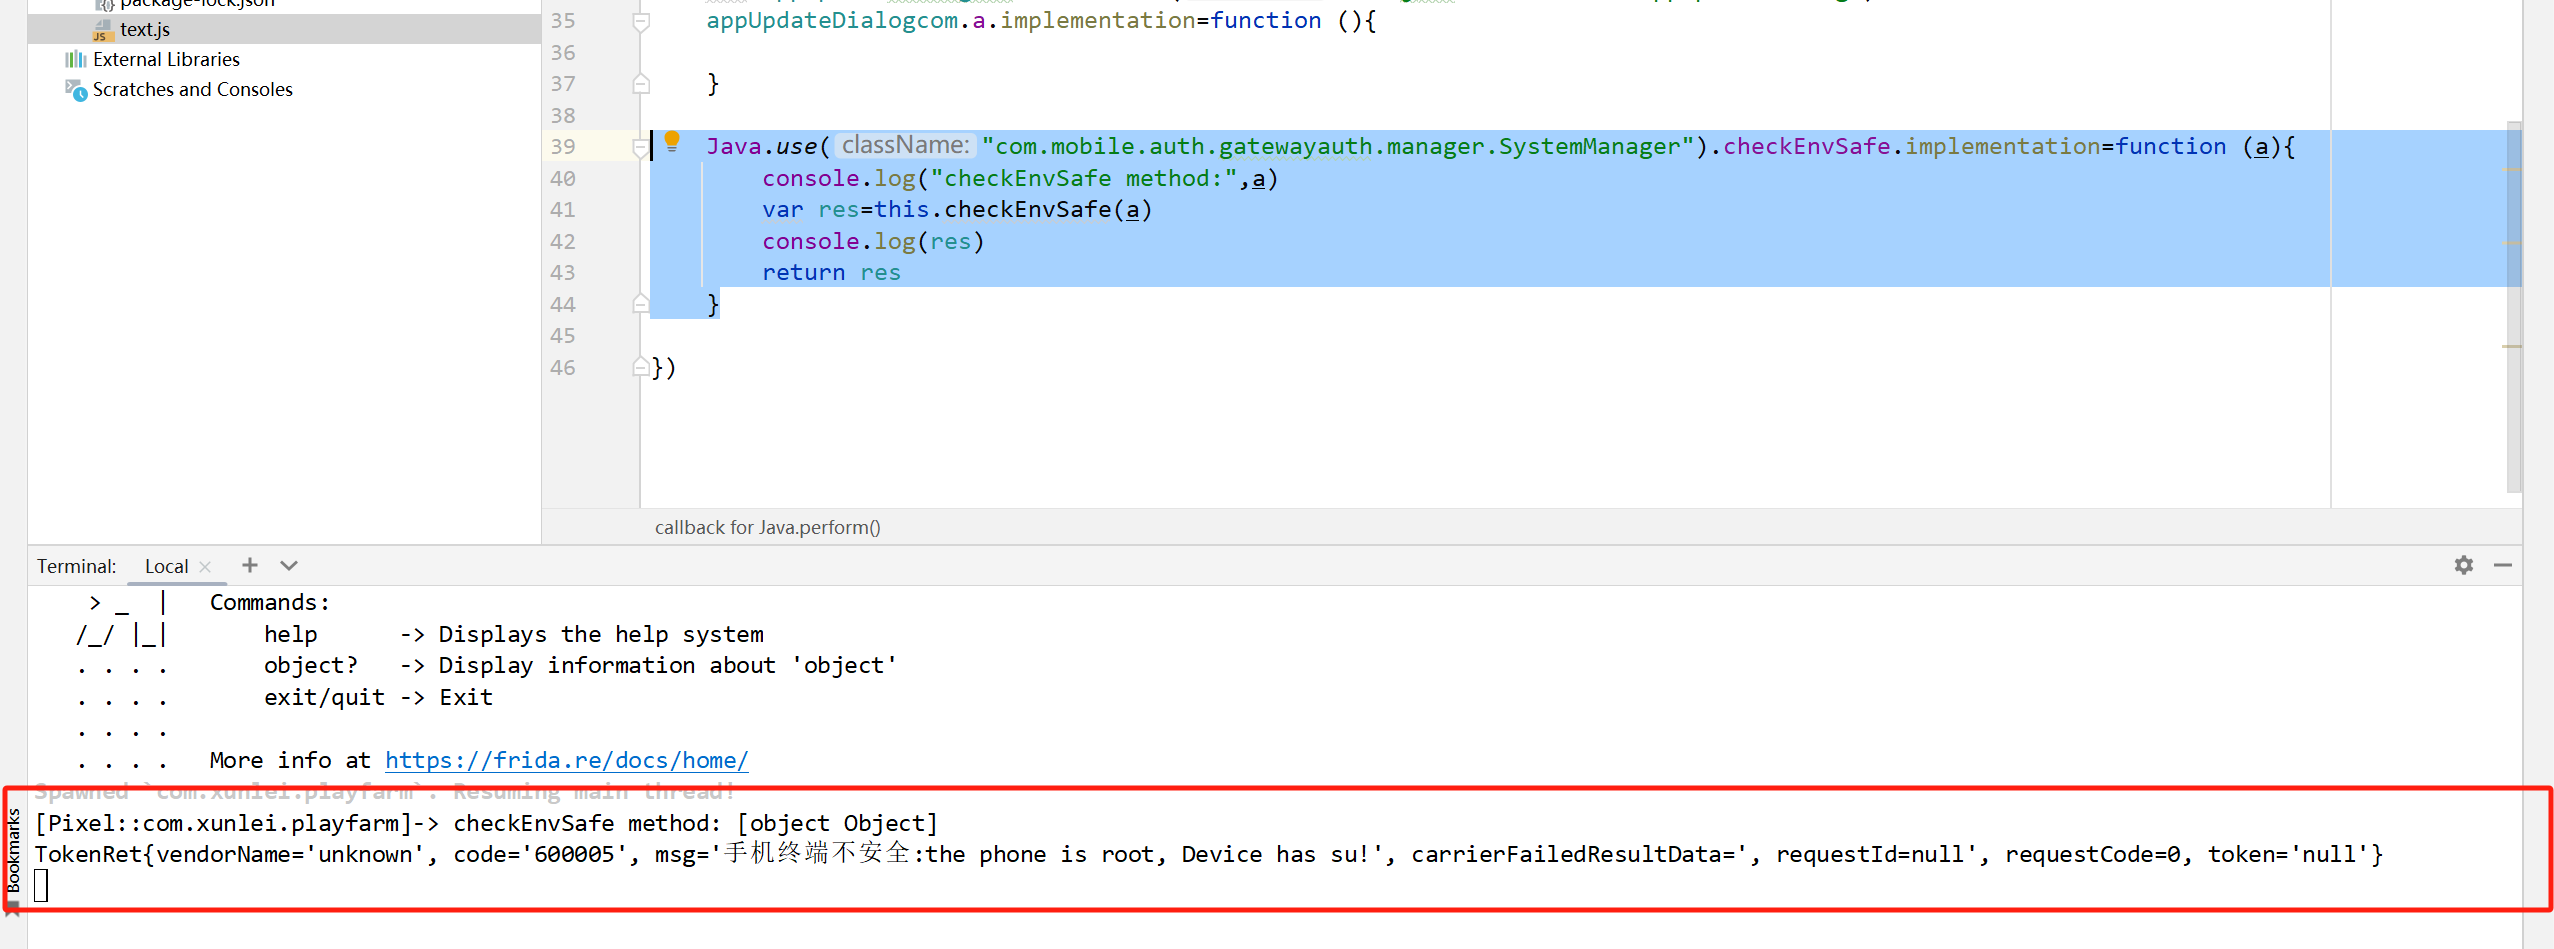 package-lock.json
text.js
External Libraries
Scratches and Consoles
35 appUpdateDialogcom.a.implementation=function (){
36
37 }
38
39 Java.use( className: "com.mobile.auth.gatewayauth.manager.SystemManager").checkEnvSafe.implementation=function (a){
40 console.log("checkEnvSafe method:",a)
41 var res=this.checkEnvSafe(a)
42 console.log(res)
43 return res
44 }
45
46 })
callback for Java.perform()
Terminal: Local
> _ | Commands:
/_/ |_| help -> Displays the help system
. . . . object? -> Display information about 'object'
. . . . exit/quit -> Exit
. . . .
. . . . More info at https://frida.re/docs/home/
Spawned `com.xunlei.playfarm`. Resuming main thread!
[Pixel::com.xunlei.playfarm]-> checkEnvSafe method: [object Object]
TokenRet{vendorName='unknown', code='600005', msg='手机终端不安全:the phone is root, Device has su!', carrierFailedResultData=', requestId=null', requestCode=0, token='null'}
Bookmarks